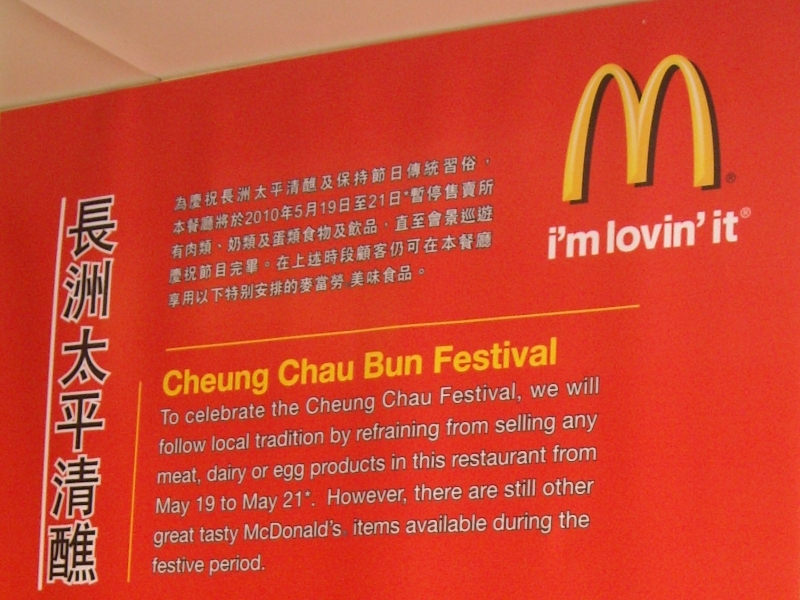 長洲太平清醮
為慶祝長洲太平清醮及保持節日傳統習俗，
本餐廳將於2010年5月19日至21日*暫停售賣所
有肉類、奶類及蛋類食物及飲品，直至會景巡遊
慶祝節目完畢。在上述時段顧客仍可在本餐廳
享用以下特別安排的麥當勞 美味食品。
M®
i'm lovin' it®
Cheung Chau Bun Festival
To celebrate the Cheung Chau Festival, we will
follow local tradition by refraining from selling any
meat, dairy or egg products in this restaurant from
May 19 to May 21*. However, there are still other
great tasty McDonald's items available during the
festive period.